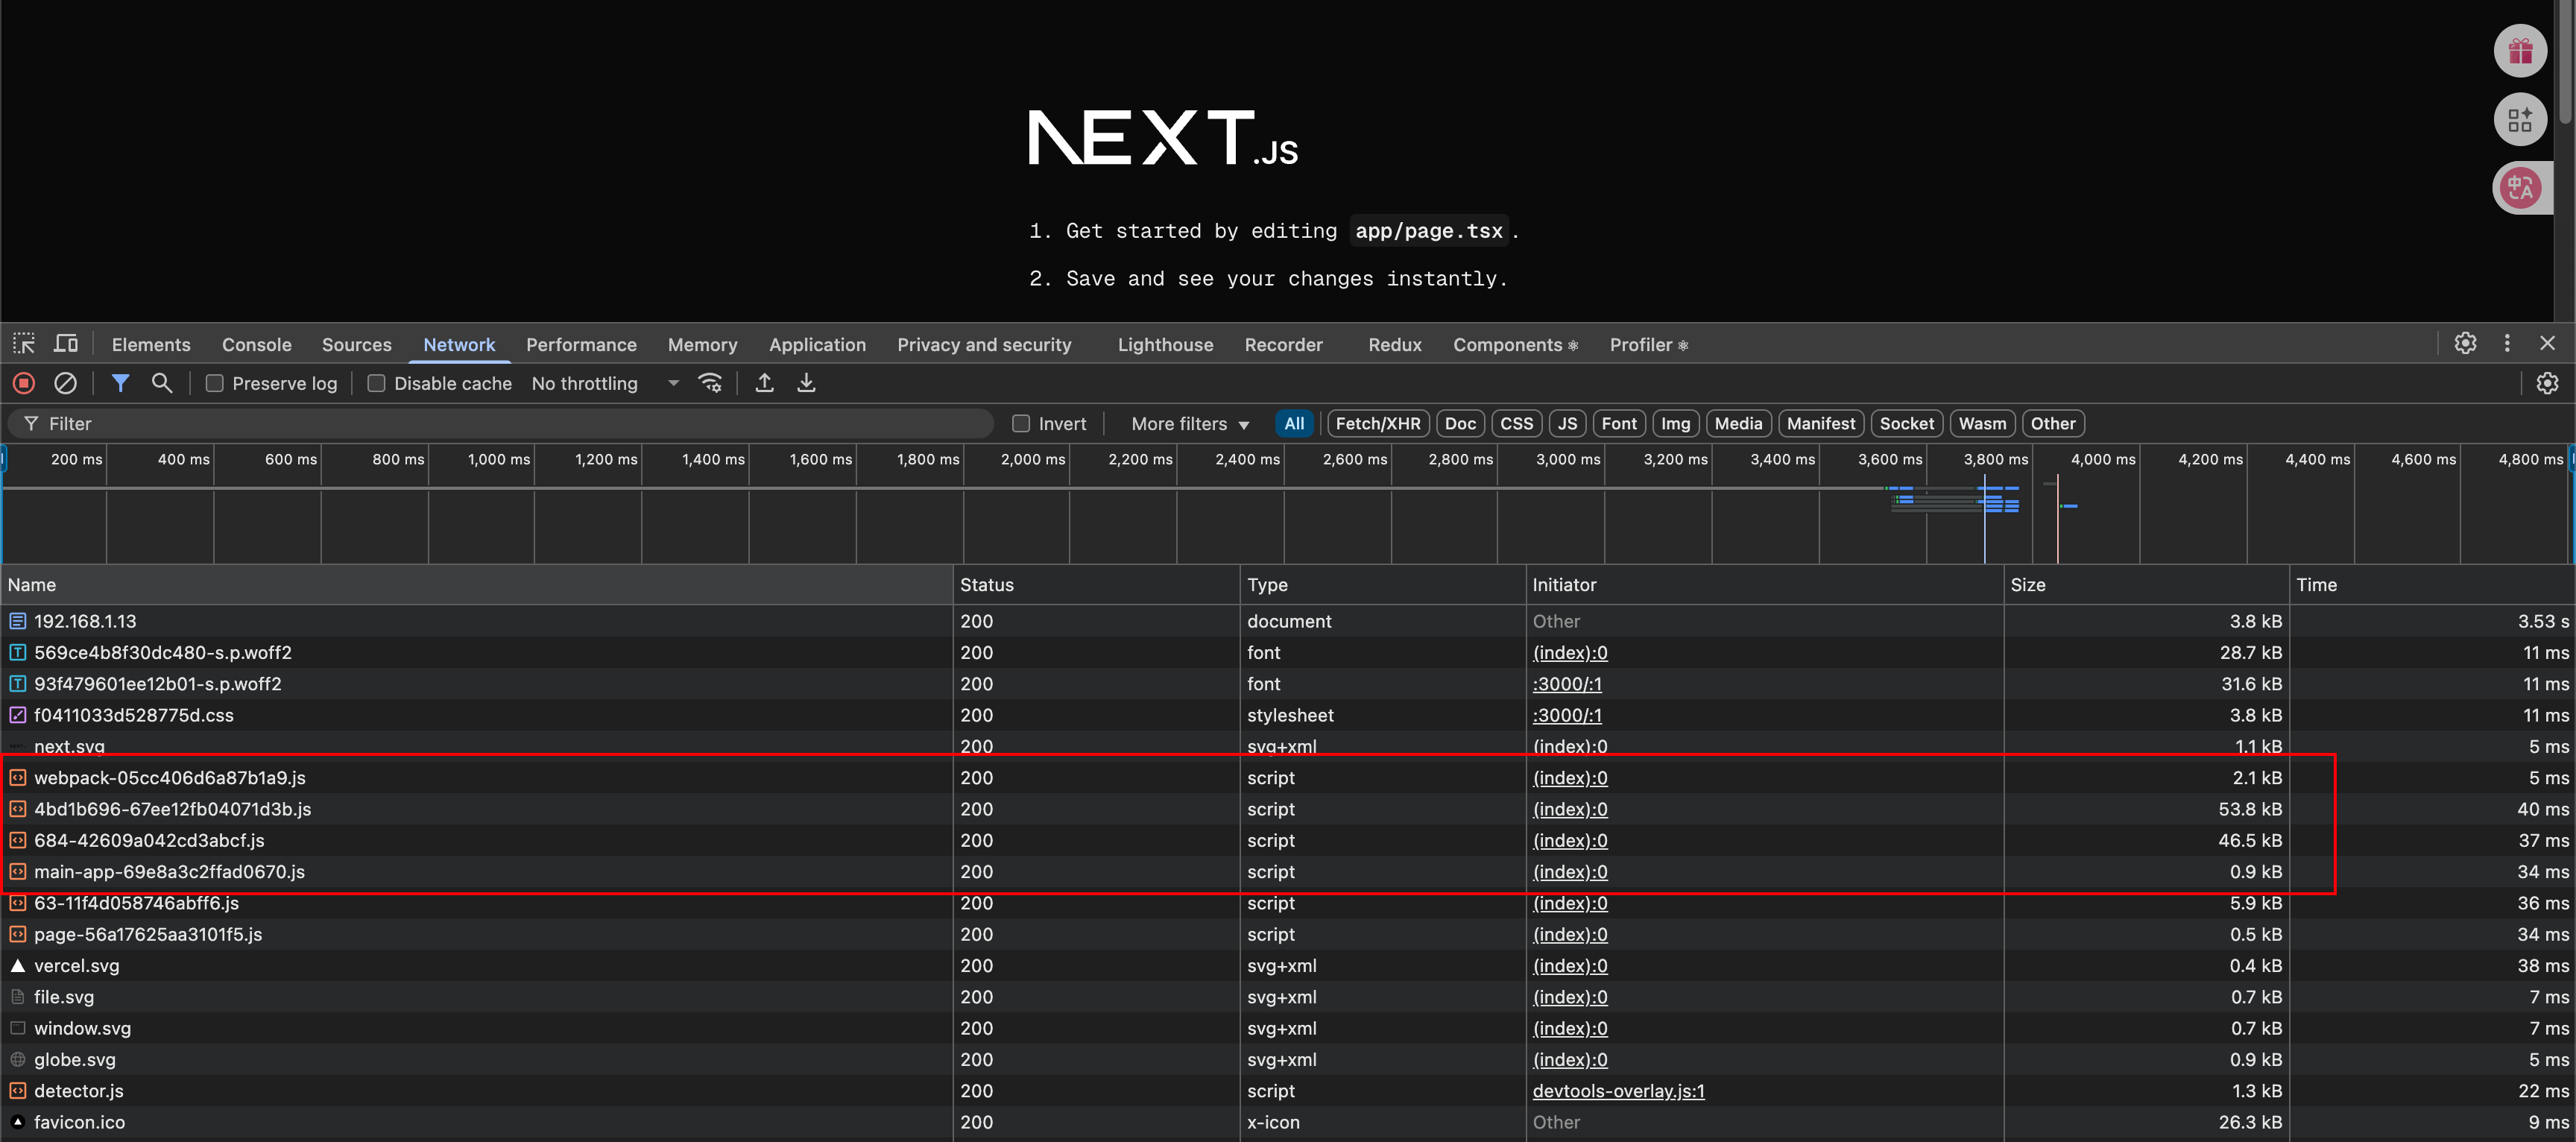 NEXT.JS
1. Get started by editing app/page.tsx.
2. Save and see your changes instantly.
中A
Elements Console Sources Network Performance Memory Application Privacy and security Lighthouse Recorder Redux Components ⚛ Profiler ⚛
Preserve log Disable cache No throttling
Filter Invert More filters All Fetch/XHR Doc CSS JS Font Img Media Manifest Socket Wasm Other
200 ms 400 ms 600 ms 800 ms 1,000 ms 1,200 ms 1,400 ms 1,600 ms 1,800 ms 2,000 ms 2,200 ms 2,400 ms 2,600 ms 2,800 ms 3,000 ms 3,200 ms 3,400 ms 3,600 ms 3,800 ms 4,000 ms 4,200 ms 4,400 ms 4,600 ms 4,800 ms
Name Status Type Initiator Size Time
192.168.1.13 200 document Other 3.8 kB 3.53 s
569ce4b8f30dc480-s.p.woff2 200 font (index):0 28.7 kB 11 ms
93f479601ee12b01-s.p.woff2 200 font :3000/:1 31.6 kB 11 ms
f0411033d528775d.css 200 stylesheet :3000/:1 3.8 kB 11 ms
next.svg 200 svg+xml (index):0 1.1 kB 5 ms
webpack-05cc406d6a87b1a9.js 200 script (index):0 2.1 kB 5 ms
4bd1b696-67ee12fb04071d3b.js 200 script (index):0 53.8 kB 40 ms
684-42609a042cd3abcf.js 200 script (index):0 46.5 kB 37 ms
main-app-69e8a3c2ffad0670.js 200 script (index):0 0.9 kB 34 ms
63-11f4d058746abff6.js 200 script (index):0 5.9 kB 36 ms
page-56a17625aa3101f5.js 200 script (index):0 0.5 kB 34 ms
vercel.svg 200 svg+xml (index):0 0.4 kB 38 ms
file.svg 200 svg+xml (index):0 0.7 kB 7 ms
window.svg 200 svg+xml (index):0 0.7 kB 7 ms
globe.svg 200 svg+xml (index):0 0.9 kB 5 ms
detector.js 200 script devtools-overlay.js:1 1.3 kB 22 ms
favicon.ico 200 x-icon Other 26.3 kB 9 ms